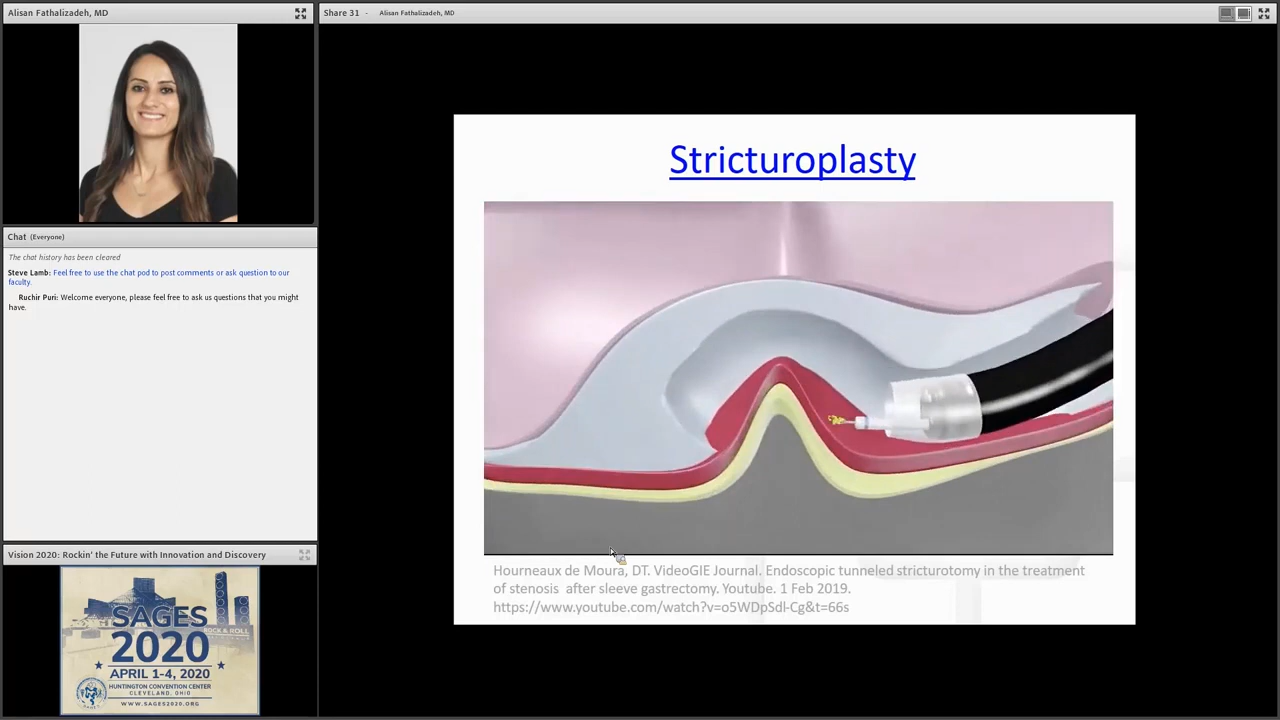 Alisan Fathalizadeh, MD
Share 31 - Alisan Fathalizadeh, MD
Chat (Everyone)
The chat history has been cleared
Steve Lamb: Feel free to use the chat pod to post comments or ask question to our
faculty.
Ruchir Puri: Welcome everyone, please feel free to ask us questions that you might
have.
Vision 2020: Rockin' the Future with Innovation and Discovery
SAGES
ROCK & ROLL
2020
APRIL 1-4, 2020
HUNTINGTON CONVENTION CENTER
CLEVELAND, OHIO
WWW.SAGES2020.ORG
Stricturoplasty
Hourneaux de Moura, DT. VideoGIE Journal. Endoscopic tunneled stricturotomy in the treatment
of stenosis after sleeve gastrectomy. Youtube. 1 Feb 2019.
https://www.youtube.com/watch?v=o5WDpSdl-Cg&t=66s